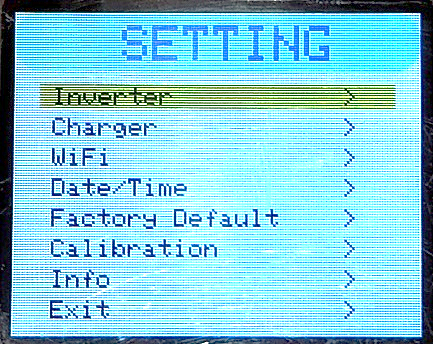 SETTING
Inverter >
Charger >
WiFi >
Date/Time >
Factory Default >
Calibration >
Info >
Exit >